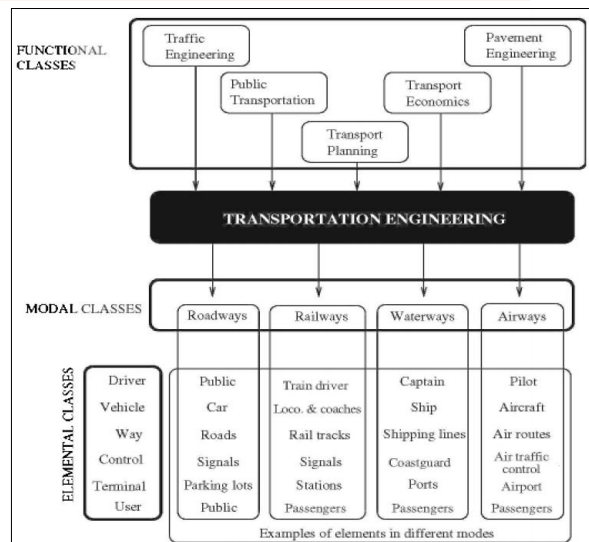 FUNCTIONAL
CLASSES
Traffic
Engineering
Pavement
Engineering
Public
Transportation
Transport
Economics
Transport
Planning
TRANSPORTATION ENGINEERING
MODAL CLASSES
Roadways
Railways
Waterways
Airways
ELEMENTAL CLASSES
Driver Public Train driver Captain Pilot
Vehicle Car Loco. & coaches Ship Aircraft
Way Roads Rail tracks Shipping lines Air routes
Control Signals Signals Coastguard Air traffic
control
Terminal Parking lots Stations Ports Airport
User Public Passengers Passengers Passengers
Examples of elements in different modes